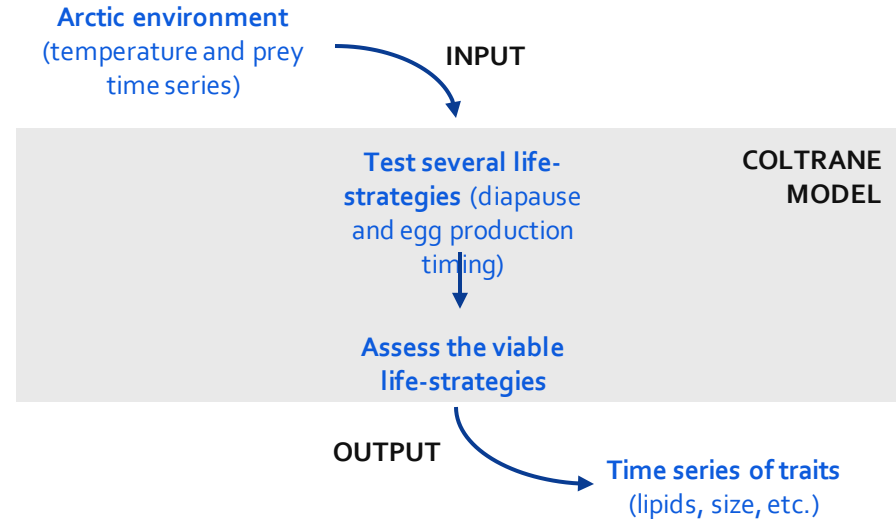 Arctic environment
(temperature and prey
time series)
INPUT
Test several life-
strategies (diapause
and egg production
timing)
COLTRANE
MODEL
Assess the viable
life-strategies
OUTPUT
Time series of traits
(lipids, size, etc.)